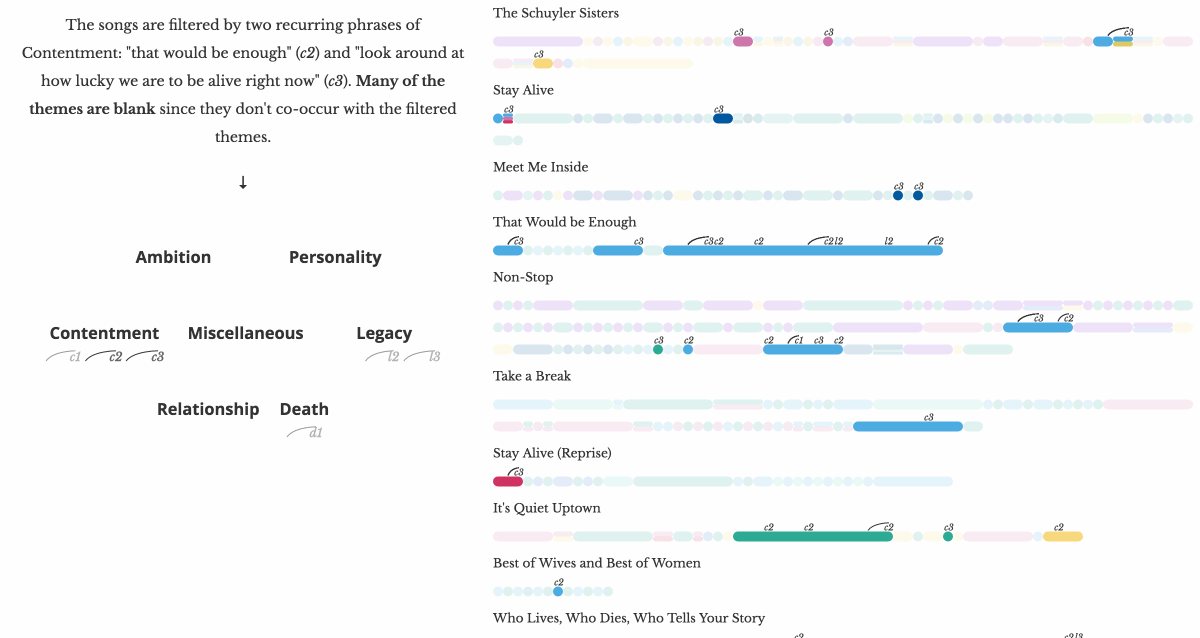 The songs are filtered by two recurring phrases of
Contentment: "that would be enough" (c2) and "look around at
how lucky we are to be alive right now" (c3). Many of the
themes are blank since they don't co-occur with the filtered
themes.
↓
Ambition Personality
Contentment Miscellaneous Legacy
c1 c2 c3 l2 l3
Relationship Death
d1
The Schuyler Sisters
c3 c3 c3
c3
Stay Alive
c3 c3
Meet Me Inside
c3 c3
That Would be Enough
c3 c3 c3c2 c2 c2l2 l2 c2
Non-Stop
c3 c2
c3 c2 c2 c1 c3 c2
Take a Break
c3
Stay Alive (Reprise)
c3
It's Quiet Uptown
c2 c2 c2 c3 c2
Best of Wives and Best of Women
c2
Who Lives, Who Dies, Who Tells Your Story